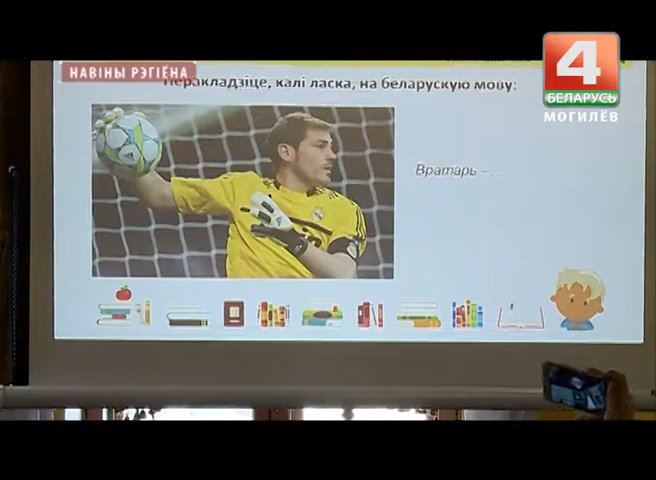 НАВІНЫ РЭГІЁНА
Перакладзіце, калі ласка, на беларускую мову:
4
БЕЛАРУСЬ
МОГИЛЁВ
Вратарь – ...